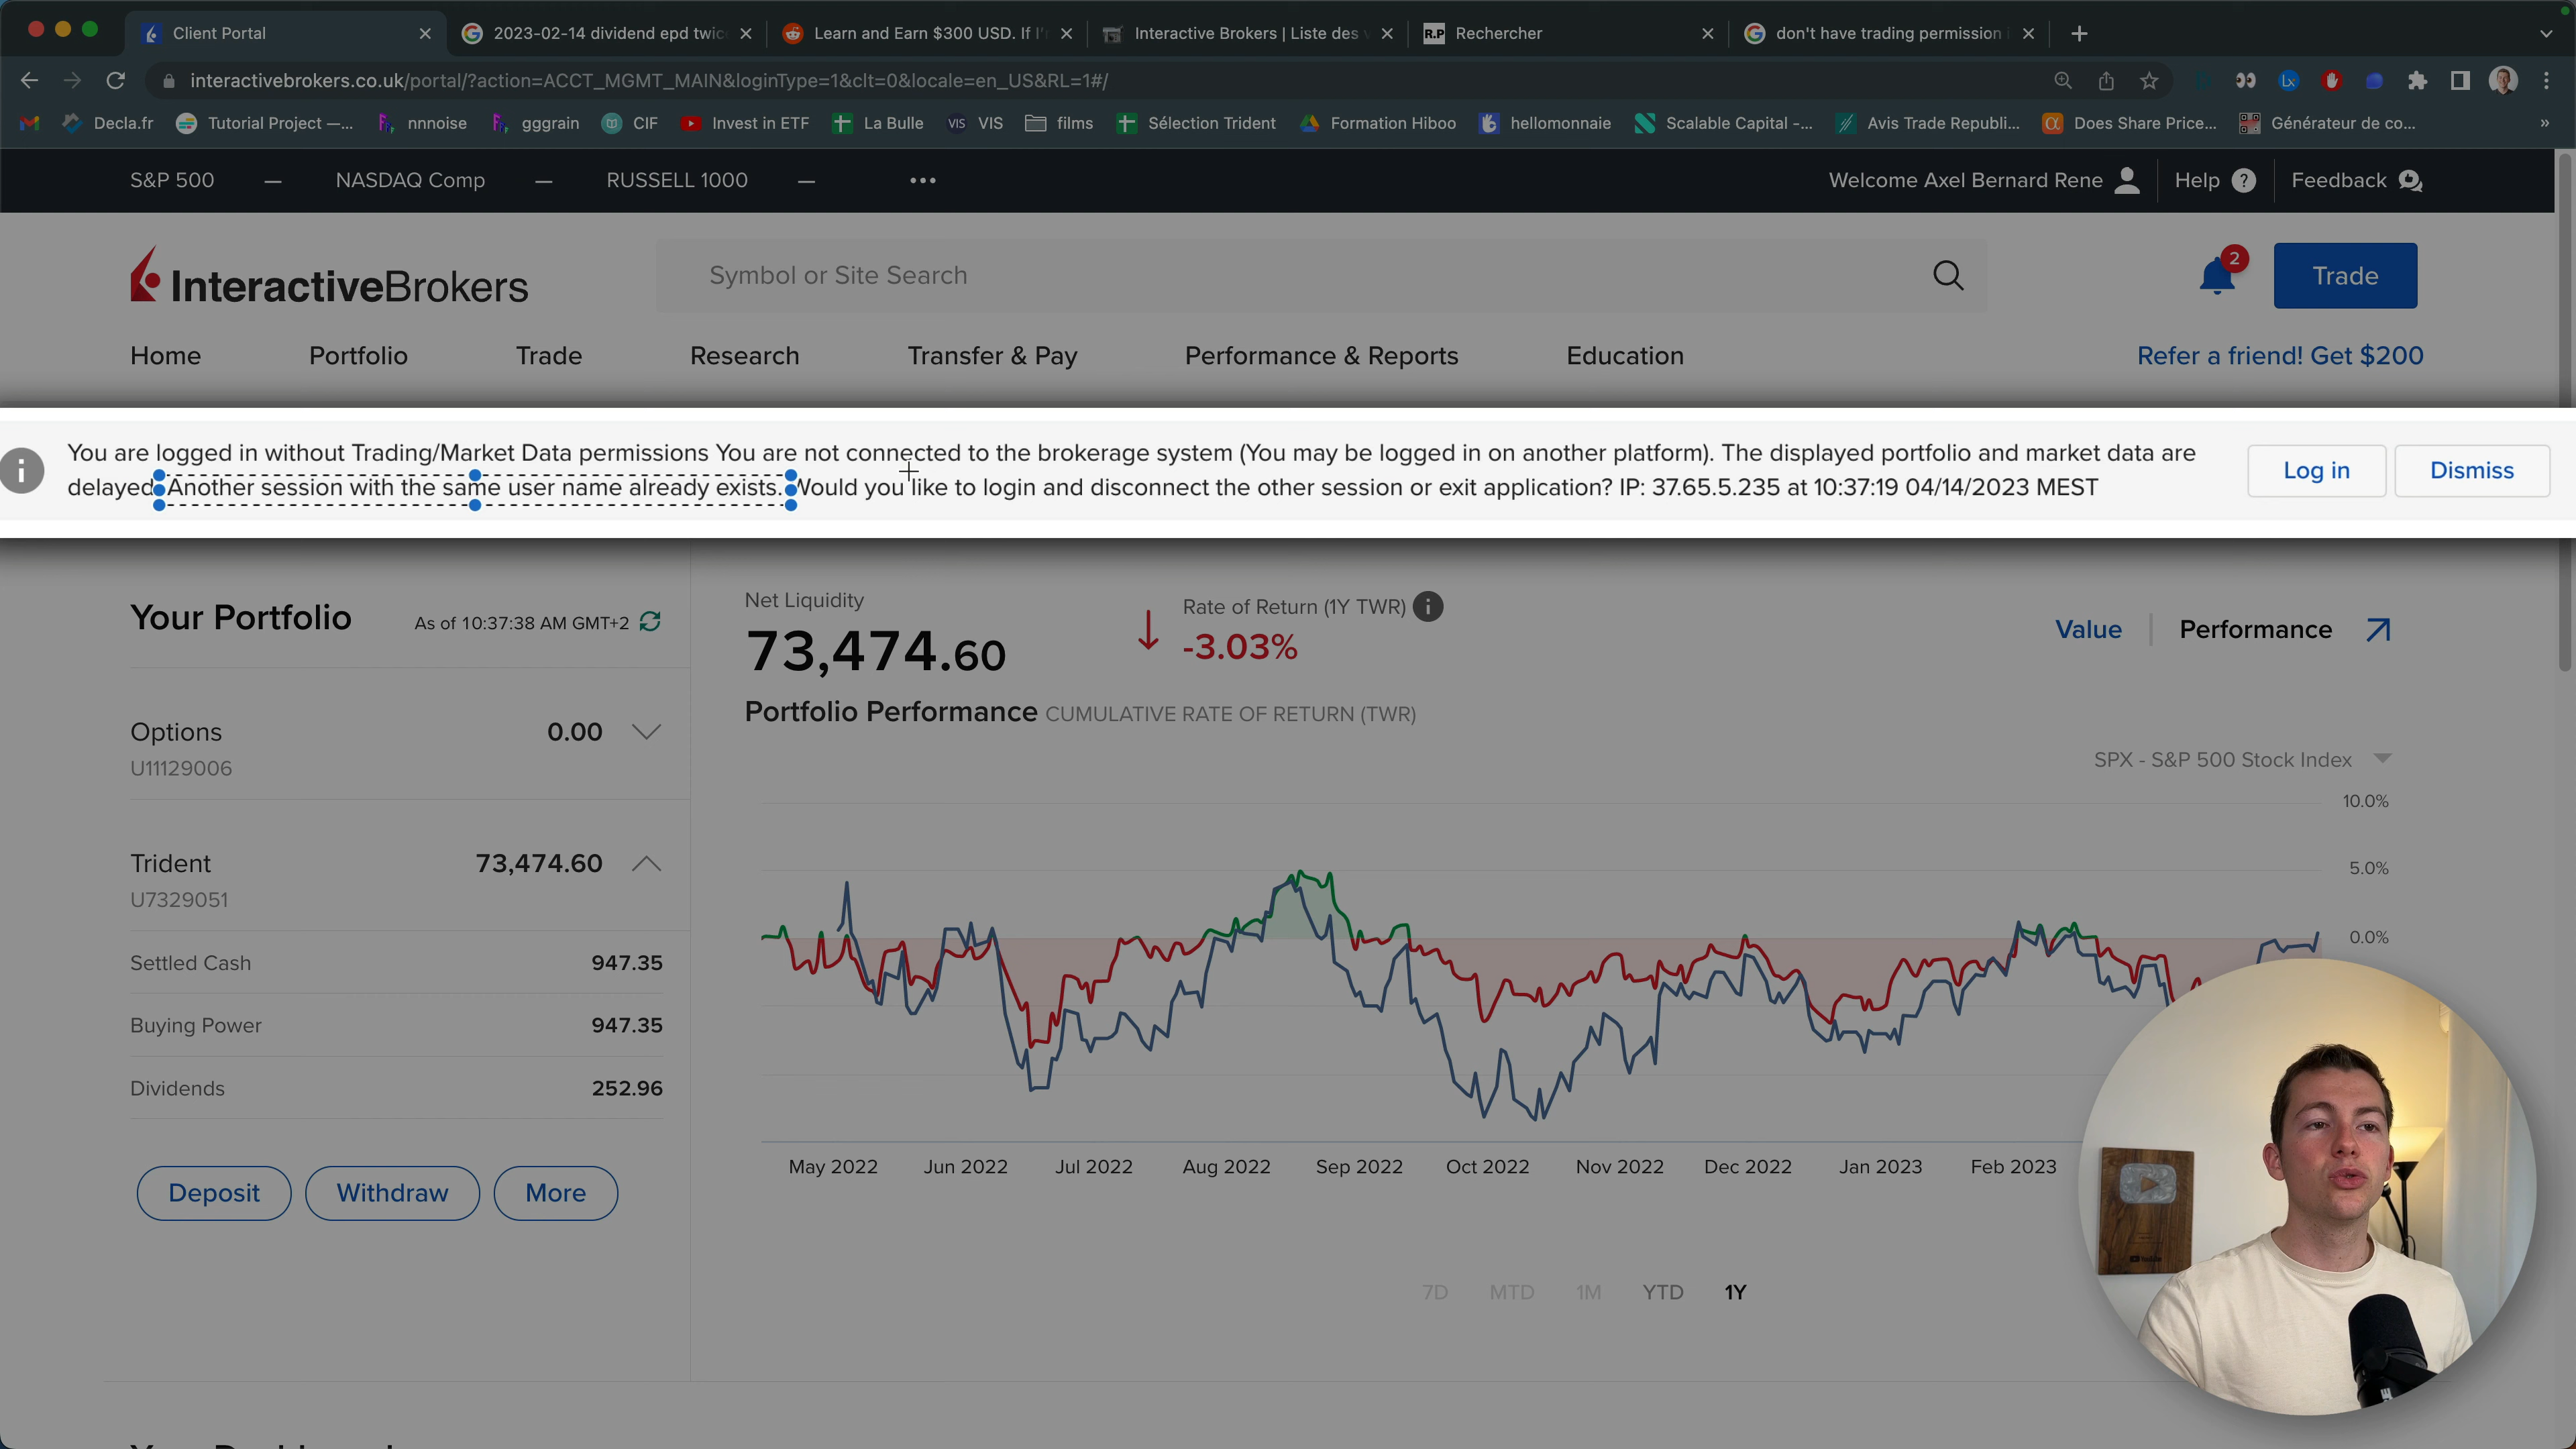 Client Portal
2023-02-14 dividend epd twic
Learn and Earn $300 USD. If I'
Interactive Brokers | Liste des
R.P Rechercher
don't have trading permission
interactivebrokers.co.uk/portal/?action=ACCT_MGMT_MAIN&loginType=1&clt=0&locale=en_US&RL=1#/
Lx
Decla.fr
Tutorial Project —...
nnnoise
gggrain
CIF
Invest in ETF
La Bulle
VIS VIS
films
Sélection Trident
Formation Hiboo
hellomonnaie
Scalable Capital -...
Avis Trade Republi...
Does Share Price...
Générateur de co...
»
S&P 500 —
NASDAQ Comp —
RUSSELL 1000 —
•••
Welcome Axel Bernard Rene
Help ?
Feedback
InteractiveBrokers
Symbol or Site Search
2
Trade
Home
Portfolio
Trade
Research
Transfer & Pay
Performance & Reports
Education
Refer a friend! Get $200
You are logged in without Trading/Market Data permissions You are not connected to the brokerage system (You may be logged in on another platform). The displayed portfolio and market data are
delayed. Another session with the same user name already exists. Would you like to login and disconnect the other session or exit application? IP: 37.65.5.235 at 10:37:19 04/14/2023 MEST
Log in
Dismiss
Your Portfolio
As of 10:37:38 AM GMT+2
Options 0.00
U11129006
Trident 73,474.60
U7329051
Settled Cash 947.35
Buying Power 947.35
Dividends 252.96
Deposit
Withdraw
More
Net Liquidity
73,474.60
Rate of Return (1Y TWR)
-3.03%
Value
Performance
Portfolio Performance CUMULATIVE RATE OF RETURN (TWR)
SPX - S&P 500 Stock Index
10.0%
5.0%
0.0%
May 2022
Jun 2022
Jul 2022
Aug 2022
Sep 2022
Oct 2022
Nov 2022
Dec 2022
Jan 2023
Feb 2023
7D
MTD
1M
YTD
1Y